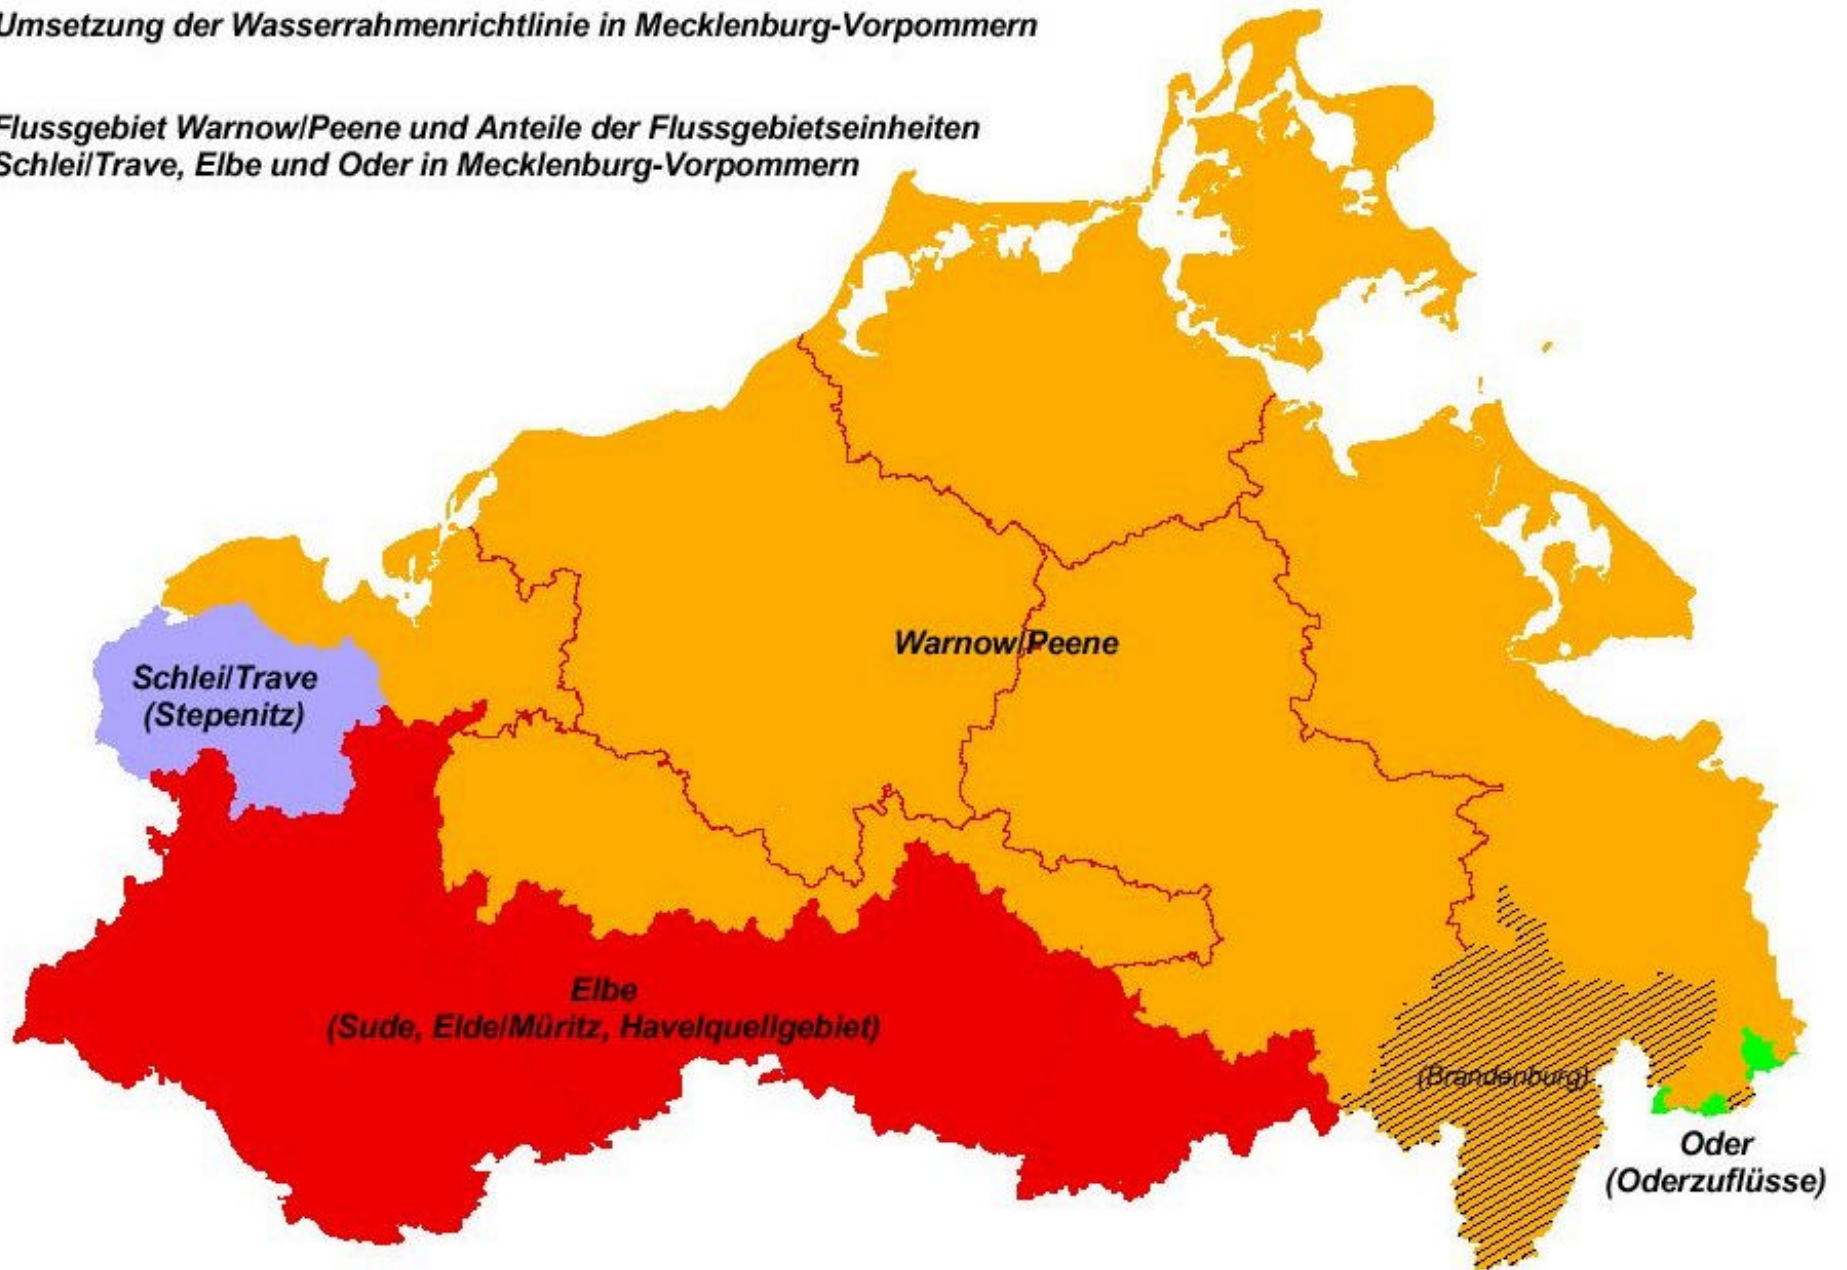 Umsetzung der Wasserrahmenrichtlinie in Mecklenburg-Vorpommern
Flussgebiet Warnow/Peene und Anteile der Flussgebietseinheiten
Schlei/Trave, Elbe und Oder in Mecklenburg-Vorpommern
Warnow/Peene
Schlei/Trave
(Stepenitz)
Elbe
(Sude, Elde/Müritz, Havelquellgebiet)
(Brandenburg)
Oder
(Oderzuflüsse)